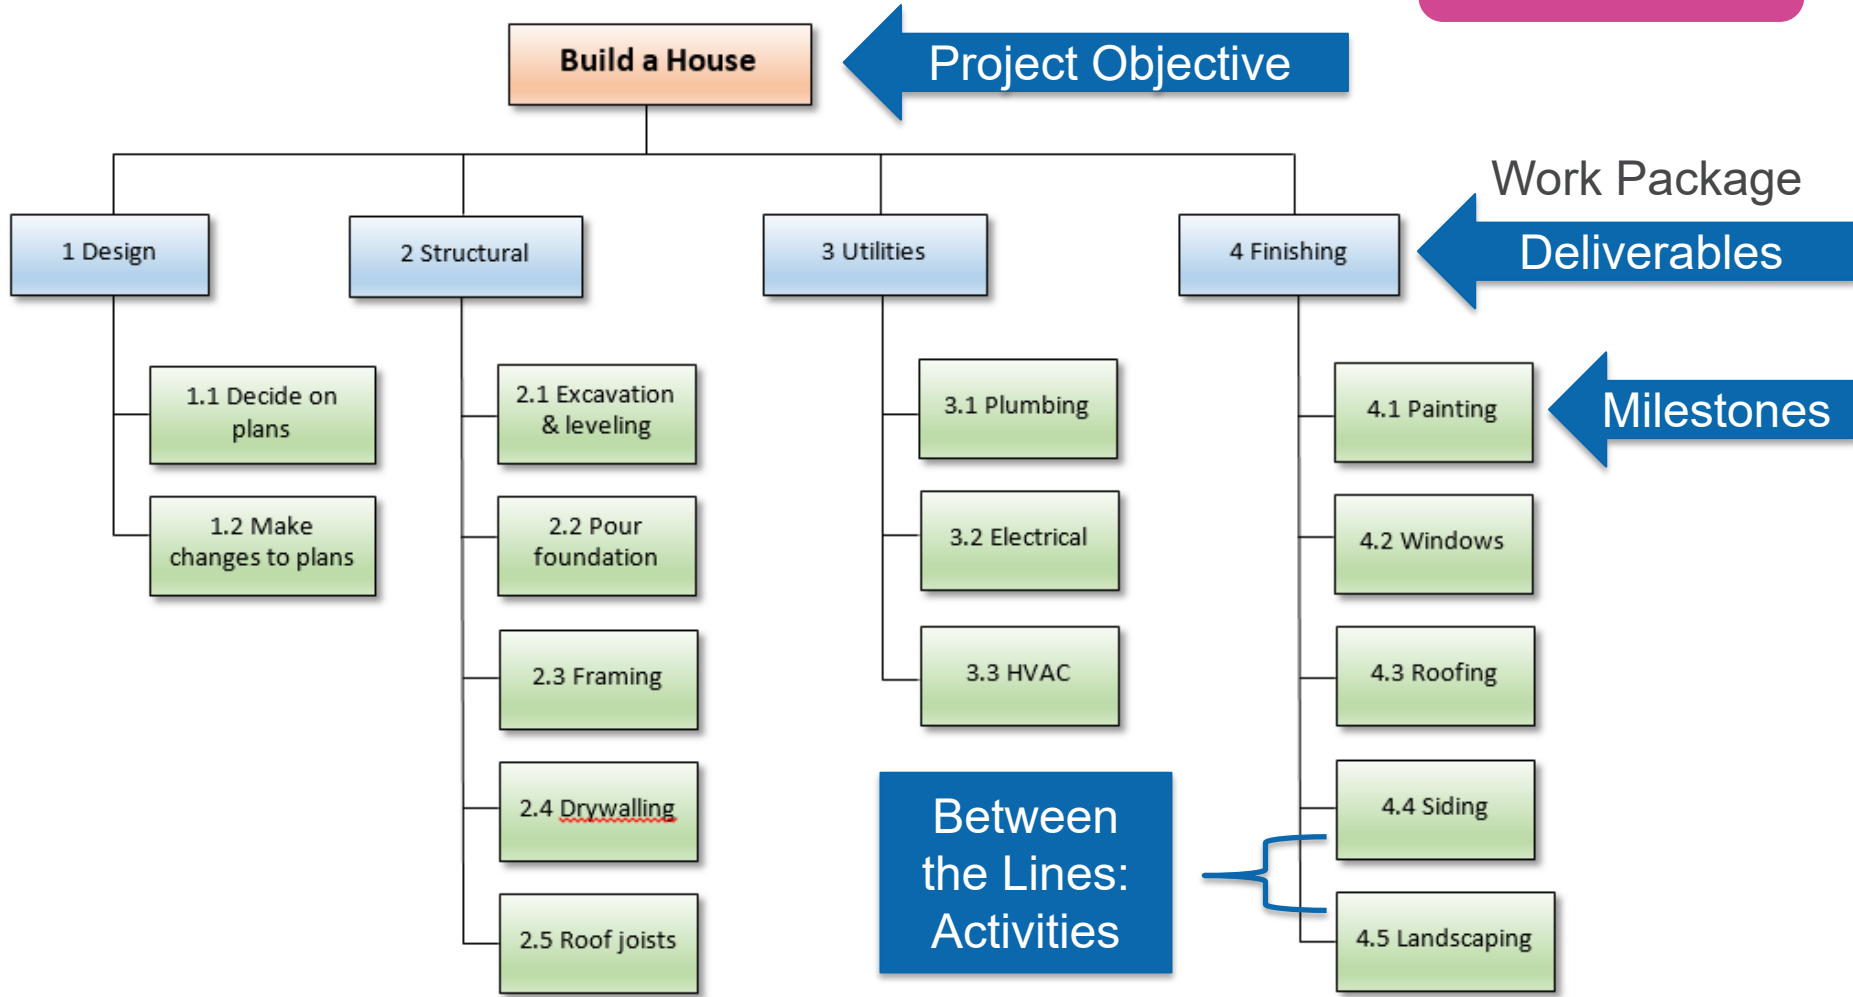 Build a House
Project Objective
Work Package
Deliverables
1 Design
2 Structural
3 Utilities
4 Finishing
Milestones
1.1 Decide on
plans
1.2 Make
changes to plans
2.1 Excavation
& leveling
2.2 Pour
foundation
2.3 Framing
2.4 Drywalling
2.5 Roof joists
3.1 Plumbing
3.2 Electrical
3.3 HVAC
4.1 Painting
4.2 Windows
4.3 Roofing
4.4 Siding
4.5 Landscaping
Between
the Lines:
Activities